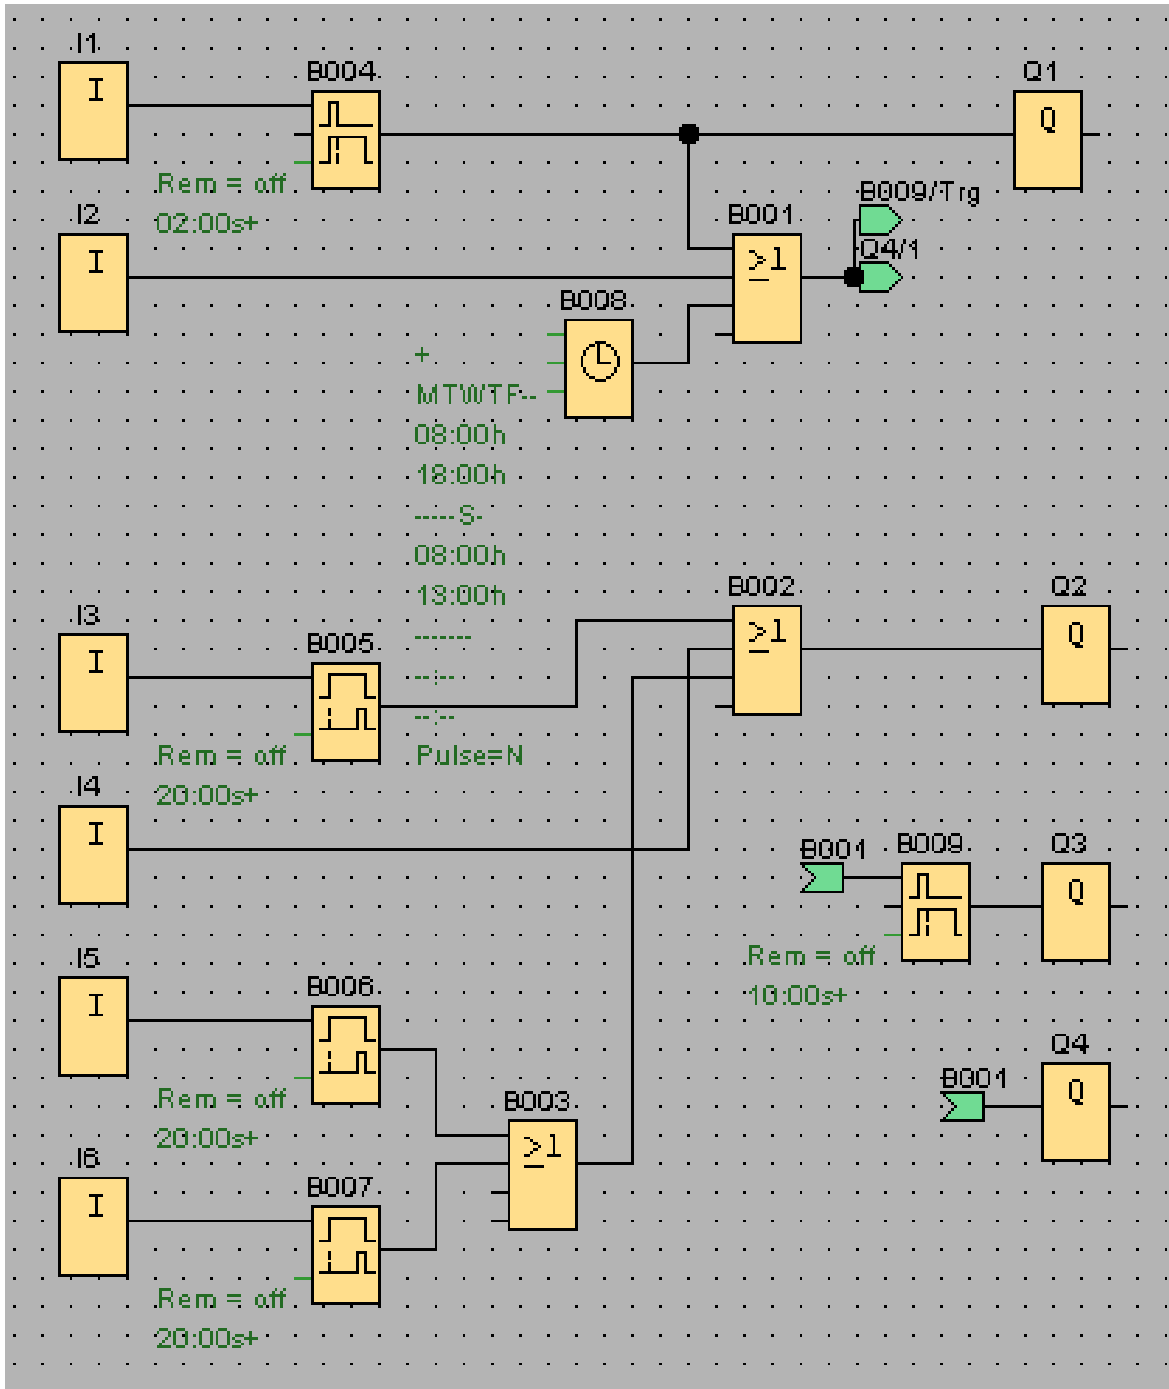 I1
I
B004
Q1
Q
Rem = off
02:00s+
I2
I
B001
≥1
B009/Trg
Q4/1
B008
+
MTWTF--
08:00h
18:00h
-----S-
08:00h
13:00h
-------
--:--
--:--
Pulse=N
B002
≥1
Q2
Q
I3
I
B005
Rem = off
20:00s+
I4
I
B001
B009
Q3
Q
Rem = off
10:00s+
I5
I
B006
Rem = off
20:00s+
B003
≥1
B001
Q4
Q
I6
I
B007
Rem = off
20:00s+